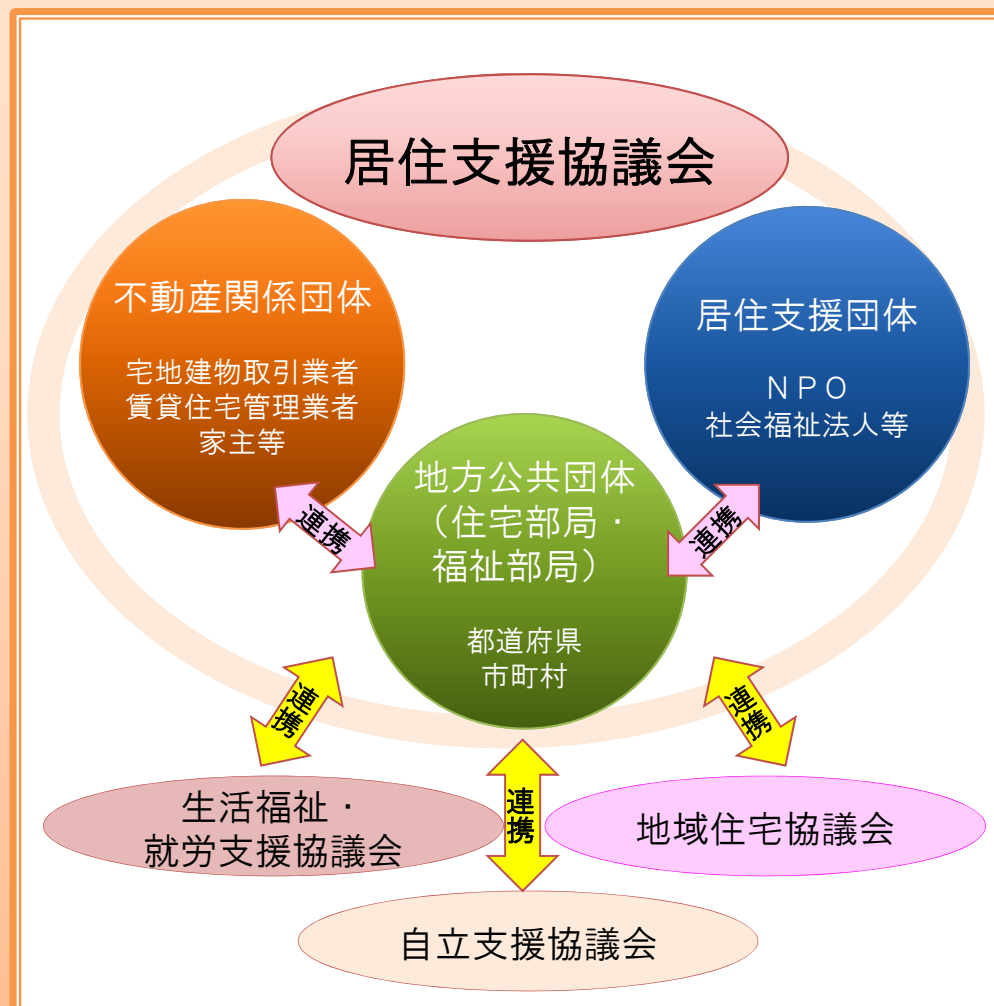 居住支援協議会
不動産関係団体
宅地建物取引業者
賃貸住宅管理業者
家主等
居住支援団体
ＮＰＯ
社会福祉法人等
地方公共団体
（住宅部局・
福祉部局）
都道府県
市町村
連携
連携
連携
連携
連携
生活福祉・
就労支援協議会
地域住宅協議会
自立支援協議会